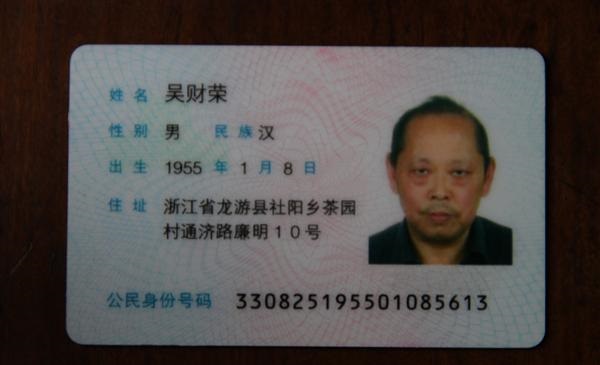 姓名 吴财荣
性别 男 民族 汉
出生 1955 年 1 月 8 日
住址 浙江省龙游县社阳乡茶园
村通济路廉明10号
公民身份号码 330825195501085613